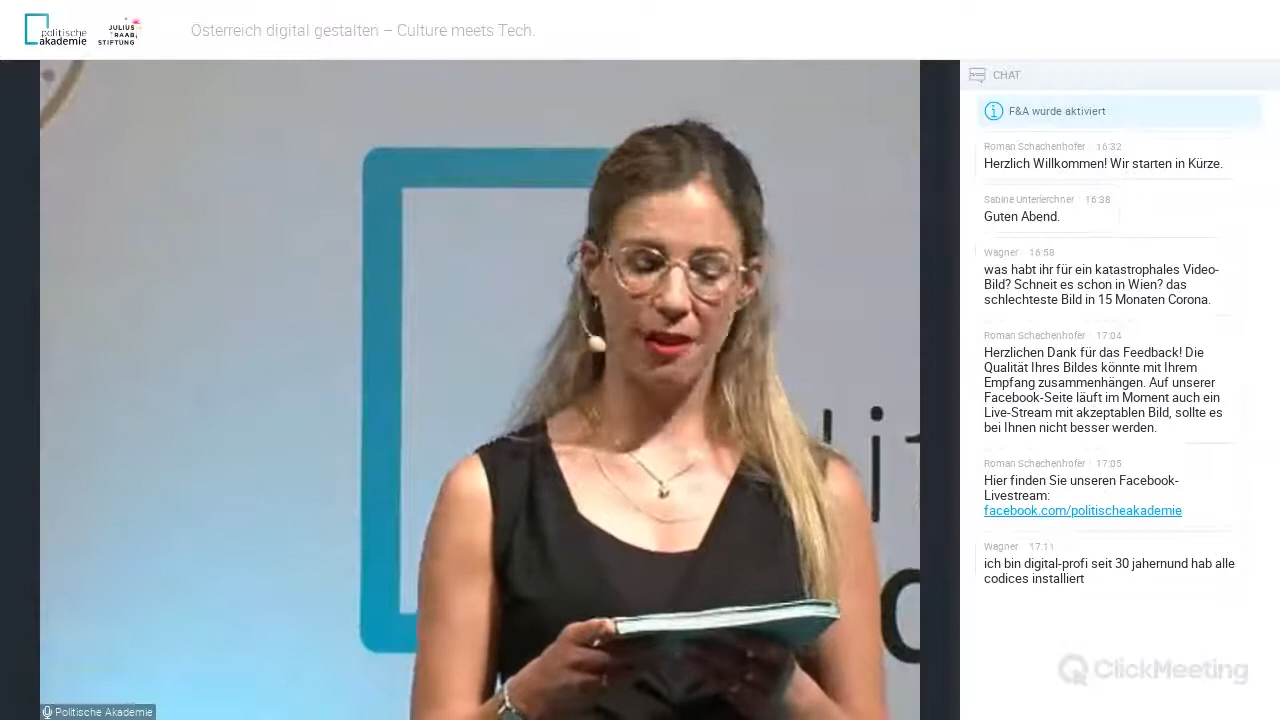 politische
akademie
JULIUS
RAAB
STIFTUNG
Österreich digital gestalten – Culture meets Tech.
CHAT
F&A wurde aktiviert
Roman Schachenhofer 16:32
Herzlich Willkommen! Wir starten in Kürze.
Sabine Unterlerchner 16:38
Guten Abend.
Wagner 16:58
was habt ihr für ein katastrophales Video-
Bild? Schneit es schon in Wien? das
schlechteste Bild in 15 Monaten Corona.
Roman Schachenhofer 17:04
Herzlichen Dank für das Feedback! Die
Qualität Ihres Bildes könnte mit Ihrem
Empfang zusammenhängen. Auf unserer
Facebook-Seite läuft im Moment auch ein
Live-Stream mit akzeptablen Bild, sollte es
bei Ihnen nicht besser werden.
Roman Schachenhofer 17:05
Hier finden Sie unseren Facebook-
Livestream:
facebook.com/politischeakademie
Wagner 17:11
ich bin digital-profi seit 30 jahernund hab alle
codices installiert
ClickMeeting
Politische Akademie